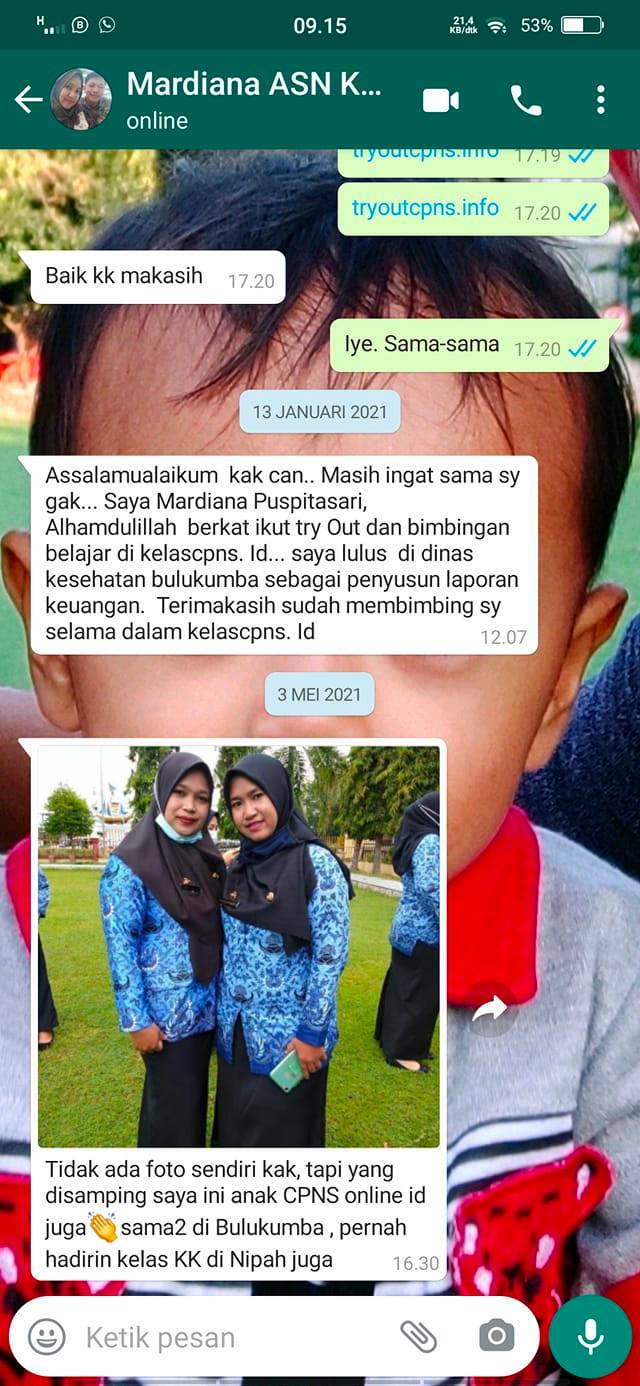 H
21,4
KB/dtk
09.15
53%
Mardiana ASN K...
online
tryoutcpns.info 17.19
tryoutcpns.info 17.20
Baik kk makasih 17.20
Iye. Sama-sama 17.20
13 JANUARI 2021
Assalamualaikum kak can.. Masih ingat sama sy
gak... Saya Mardiana Puspitasari,
Alhamdulillah berkat ikut try Out dan bimbingan
belajar di kelascpns. Id... saya lulus di dinas
kesehatan bulukumba sebagai penyusun laporan
keuangan. Terimakasih sudah membimbing sy
selama dalam kelascpns. Id 12.07
3 MEI 2021
Tidak ada foto sendiri kak, tapi yang
disamping saya ini anak CPNS online id
juga👏sama2 di Bulukumba , pernah
hadirin kelas KK di Nipah juga 16.30
Ketik pesan